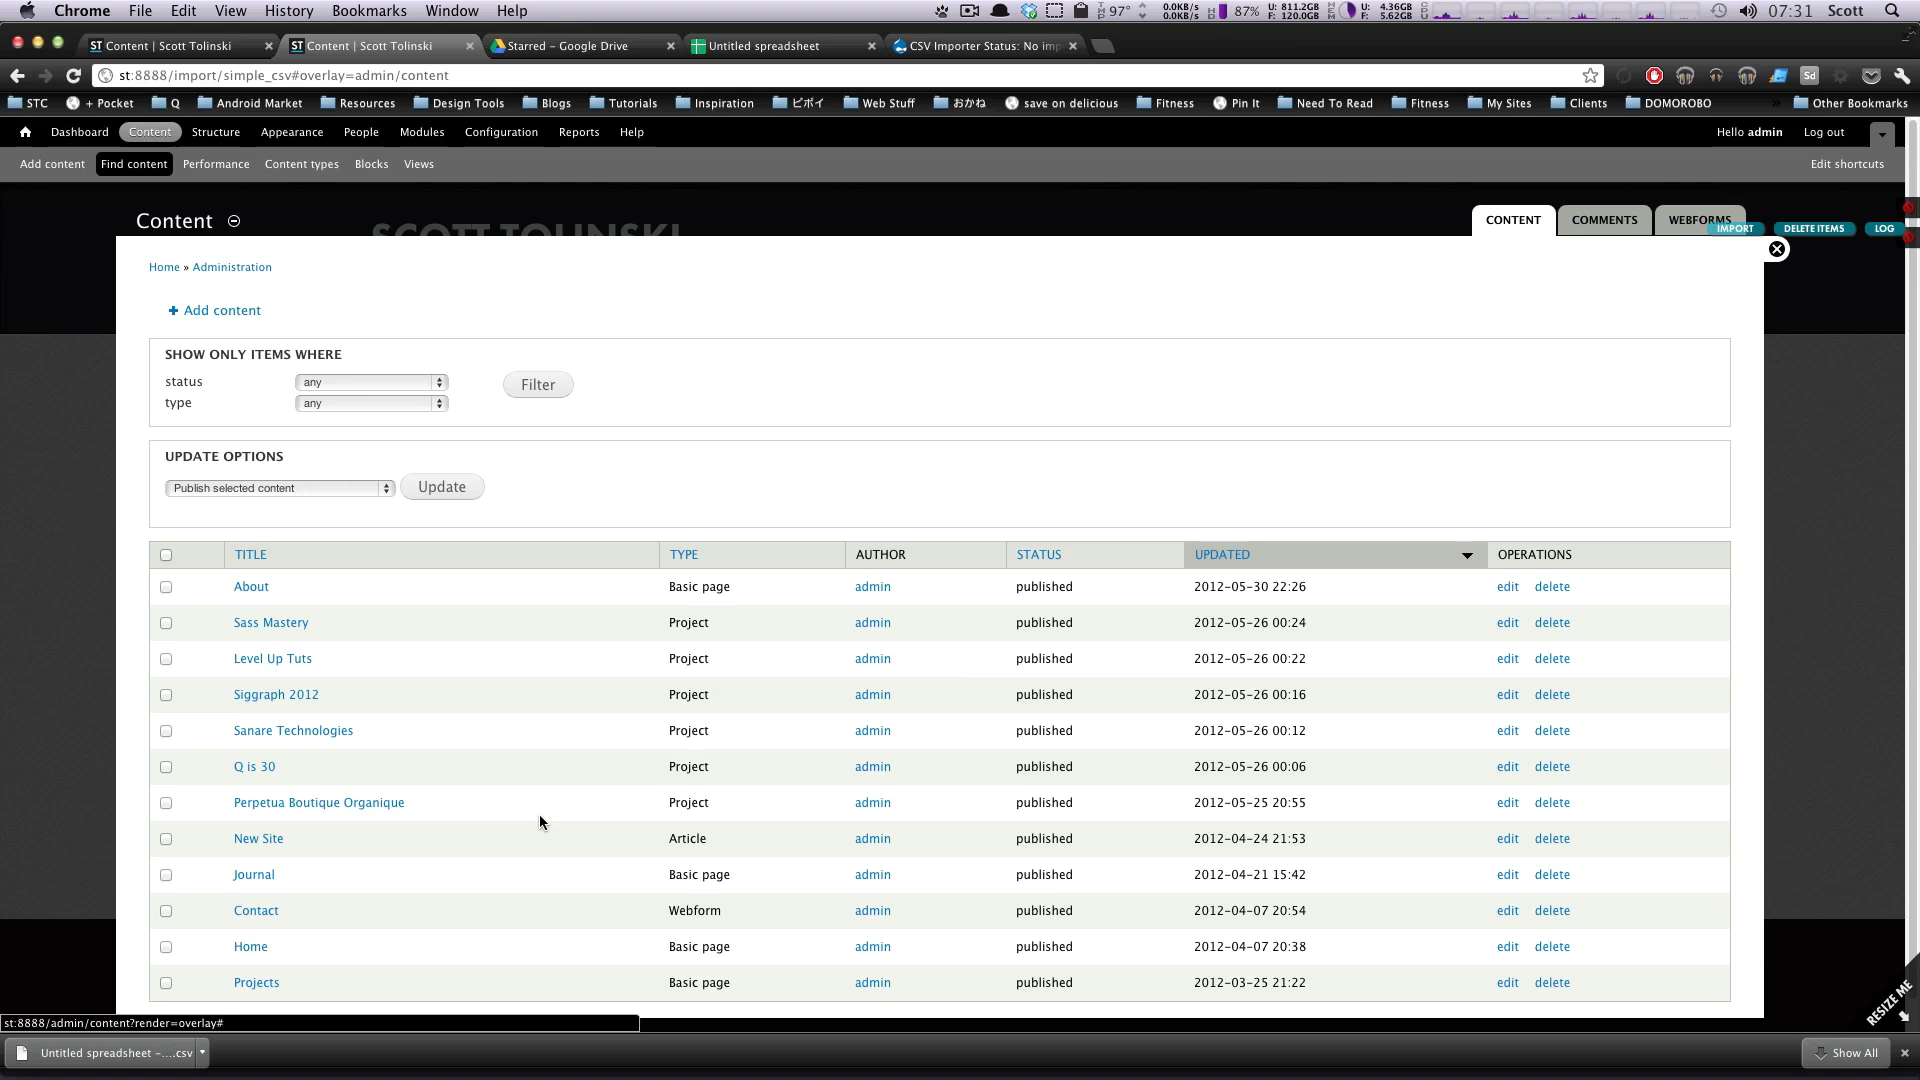 Chrome File Edit View History Bookmarks Window Help 97° 0.0KB/s 0.0KB/s 87% U: 811.2GB F: 120.0GB U: 4.36GB F: 5.62GB 07:31 Scott
ST Content | Scott Tolinski ST Content | Scott Tolinski Starred – Google Drive Untitled spreadsheet CSV Importer Status: No imp
st:8888/import/simple_csv#overlay=admin/content Sd
STC + Pocket Q Android Market Resources Design Tools Blogs Tutorials Inspiration ビボイ Web Stuff おかね save on delicious Fitness Pin It Need To Read Fitness My Sites Clients DOMOROBO » Other Bookmarks
Dashboard Content Structure Appearance People Modules Configuration Reports Help Hello admin Log out
Add content Find content Performance Content types Blocks Views Edit shortcuts
Content SCOTT TOLINSKI CONTENT COMMENTS WEBFORMS
IMPORT DELETE ITEMS LOG
Home » Administration
+ Add content
SHOW ONLY ITEMS WHERE
status any Filter
type any
UPDATE OPTIONS
Publish selected content Update
TITLE TYPE AUTHOR STATUS UPDATED OPERATIONS
About Basic page admin published 2012-05-30 22:26 edit delete
Sass Mastery Project admin published 2012-05-26 00:24 edit delete
Level Up Tuts Project admin published 2012-05-26 00:22 edit delete
Siggraph 2012 Project admin published 2012-05-26 00:16 edit delete
Sanare Technologies Project admin published 2012-05-26 00:12 edit delete
Q is 30 Project admin published 2012-05-26 00:06 edit delete
Perpetua Boutique Organique Project admin published 2012-05-25 20:55 edit delete
New Site Article admin published 2012-04-24 21:53 edit delete
Journal Basic page admin published 2012-04-21 15:42 edit delete
Contact Webform admin published 2012-04-07 20:54 edit delete
Home Basic page admin published 2012-04-07 20:38 edit delete
Projects Basic page admin published 2012-03-25 21:22 edit delete
RESIZE ME
st:8888/admin/content?render=overlay#
Untitled spreadsheet -....csv Show All